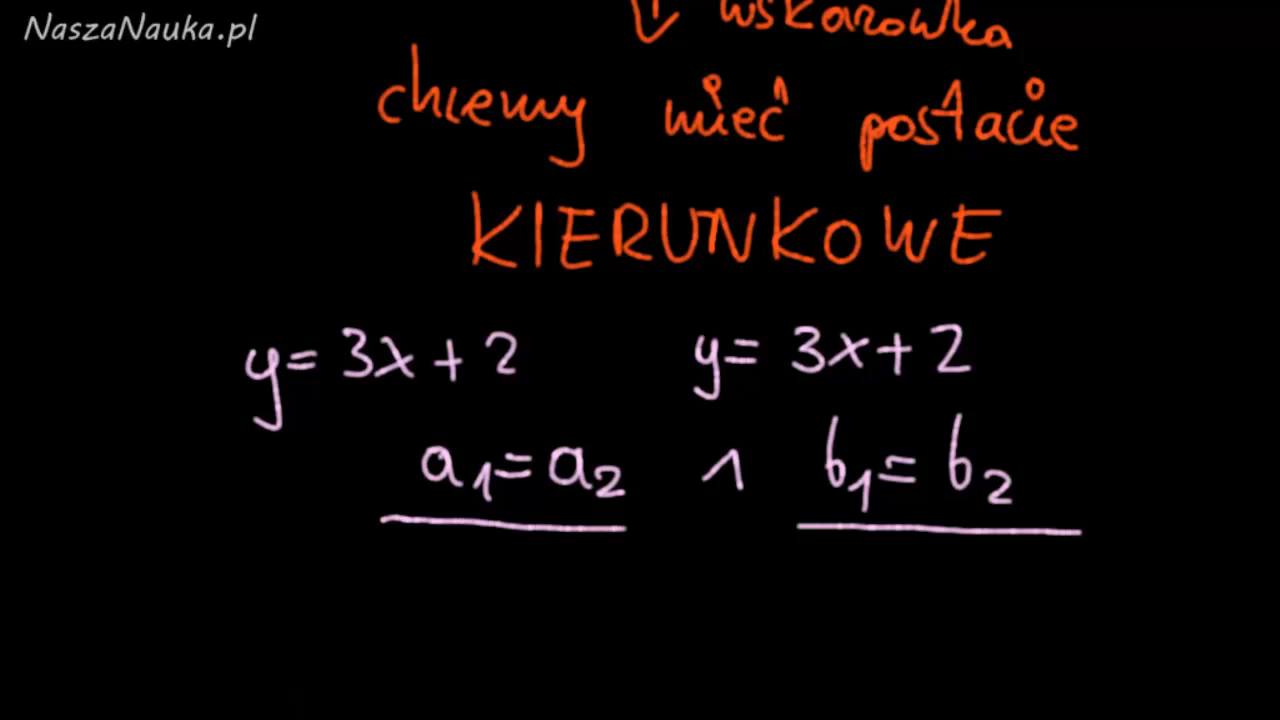 NaszaNauka.pl
wskazówka
chcemy mieć postacie
KIERUNKOWE
y = 3x + 2 y = 3x + 2
a₁ = a₂ ∧ b₁ = b₂